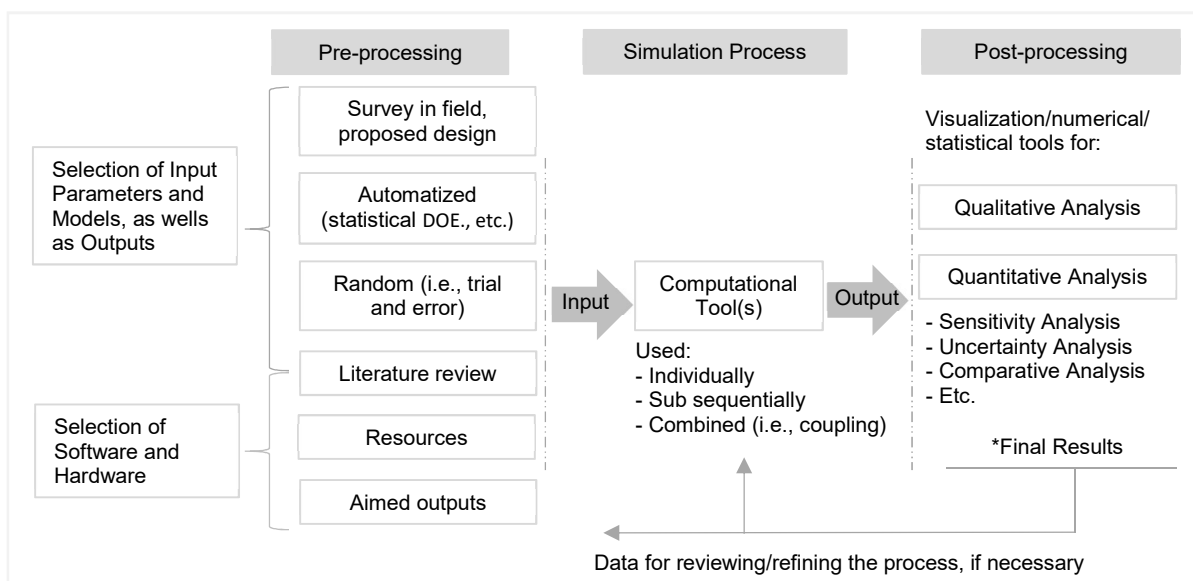 Pre-processing
Simulation Process
Post-processing
Selection of Input
Parameters and
Models, as wells
as Outputs
Selection of
Software and
Hardware
Survey in field,
proposed design
Automatized
(statistical DOE., etc.)
Random (i.e., trial
and error)
Literature review
Resources
Aimed outputs
Input
Computational
Tool(s)
Used:
- Individually
- Sub sequentially
- Combined (i.e., coupling)
Output
Visualization/numerical/
statistical tools for:
Qualitative Analysis
Quantitative Analysis
- Sensitivity Analysis
- Uncertainty Analysis
- Comparative Analysis
- Etc.
*Final Results
Data for reviewing/refining the process, if necessary